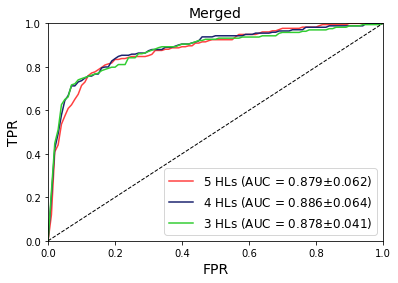 Merged
TPR
1.0
0.8
0.6
0.4
0.2
0.0
5 HLs (AUC = 0.879±0.062)
4 HLs (AUC = 0.886±0.064)
3 HLs (AUC = 0.878±0.041)
0.0 0.2 0.4 0.6 0.8 1.0
FPR